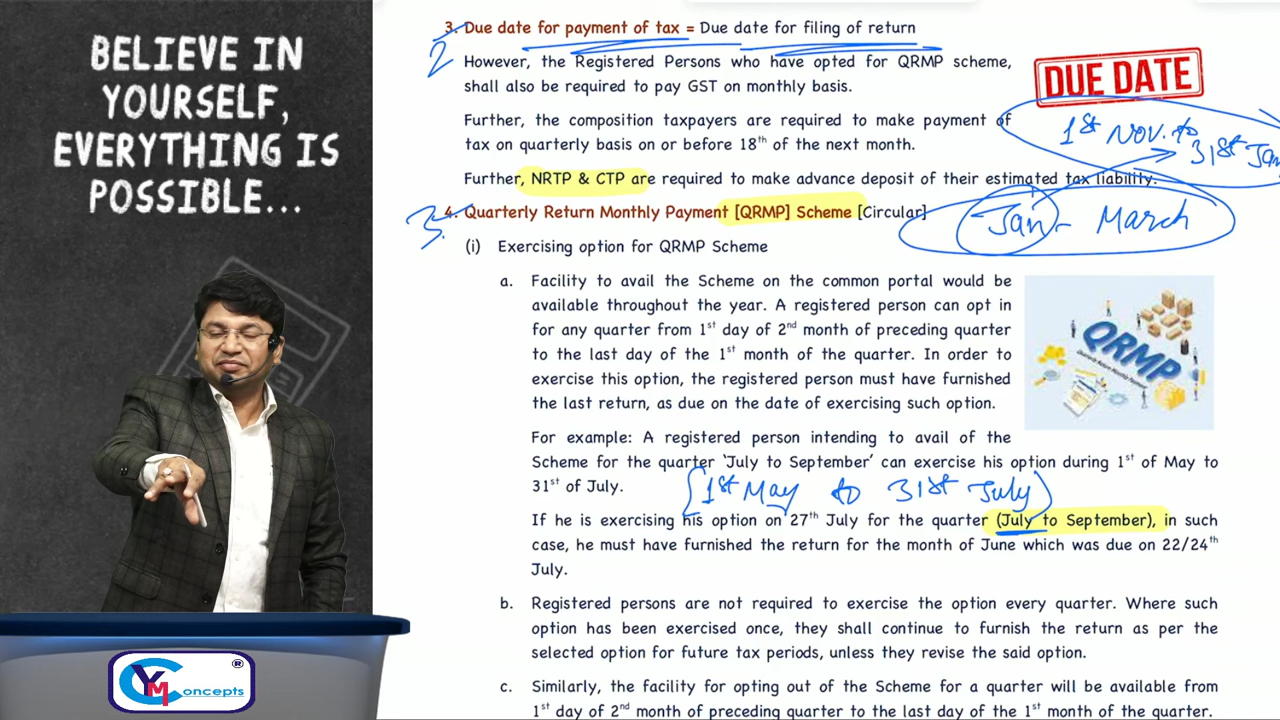 BELIEVE IN
YOURSELF,
EVERYTHING IS
POSSIBLE...
3. Due date for payment of tax = Due date for filing of return
2
However, the Registered Persons who have opted for QRMP scheme,
shall also be required to pay GST on monthly basis.
DUE DATE
Further, the composition taxpayers are required to make payment of
tax on quarterly basis on or before 18th of the next month.
1st Nov. to
31st Jan
Further, NRTP & CTP are required to make advance deposit of their estimated tax liability.
4. Quarterly Return Monthly Payment [QRMP] Scheme [Circular]
3.
Jan - March
(i) Exercising option for QRMP Scheme
a. Facility to avail the Scheme on the common portal would be
available throughout the year. A registered person can opt in
for any quarter from 1st day of 2nd month of preceding quarter
to the last day of the 1st month of the quarter. In order to
exercise this option, the registered person must have furnished
the last return, as due on the date of exercising such option.
QRMP
For example: A registered person intending to avail of the
Scheme for the quarter ‘July to September’ can exercise his option during 1st of May to
31st of July.
(1st May to 31st July)
If he is exercising his option on 27th July for the quarter (July to September), in such
case, he must have furnished the return for the month of June which was due on 22/24th
July.
b. Registered persons are not required to exercise the option every quarter. Where such
option has been exercised once, they shall continue to furnish the return as per the
selected option for future tax periods, unless they revise the said option.
c. Similarly, the facility for opting out of the Scheme for a quarter will be available from
1st day of 2nd month of preceding quarter to the last day of the 1st month of the quarter.
YMConcepts ®